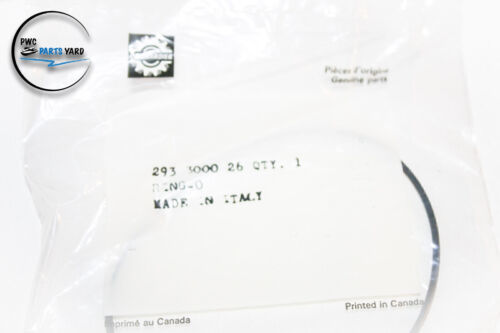 PWC
PARTS YARD
Pièces d'origine
Genuine parts
293 3000 26 QTY. 1
RING-O
MADE IN ITALY
primé au Canada
Printed in Canada